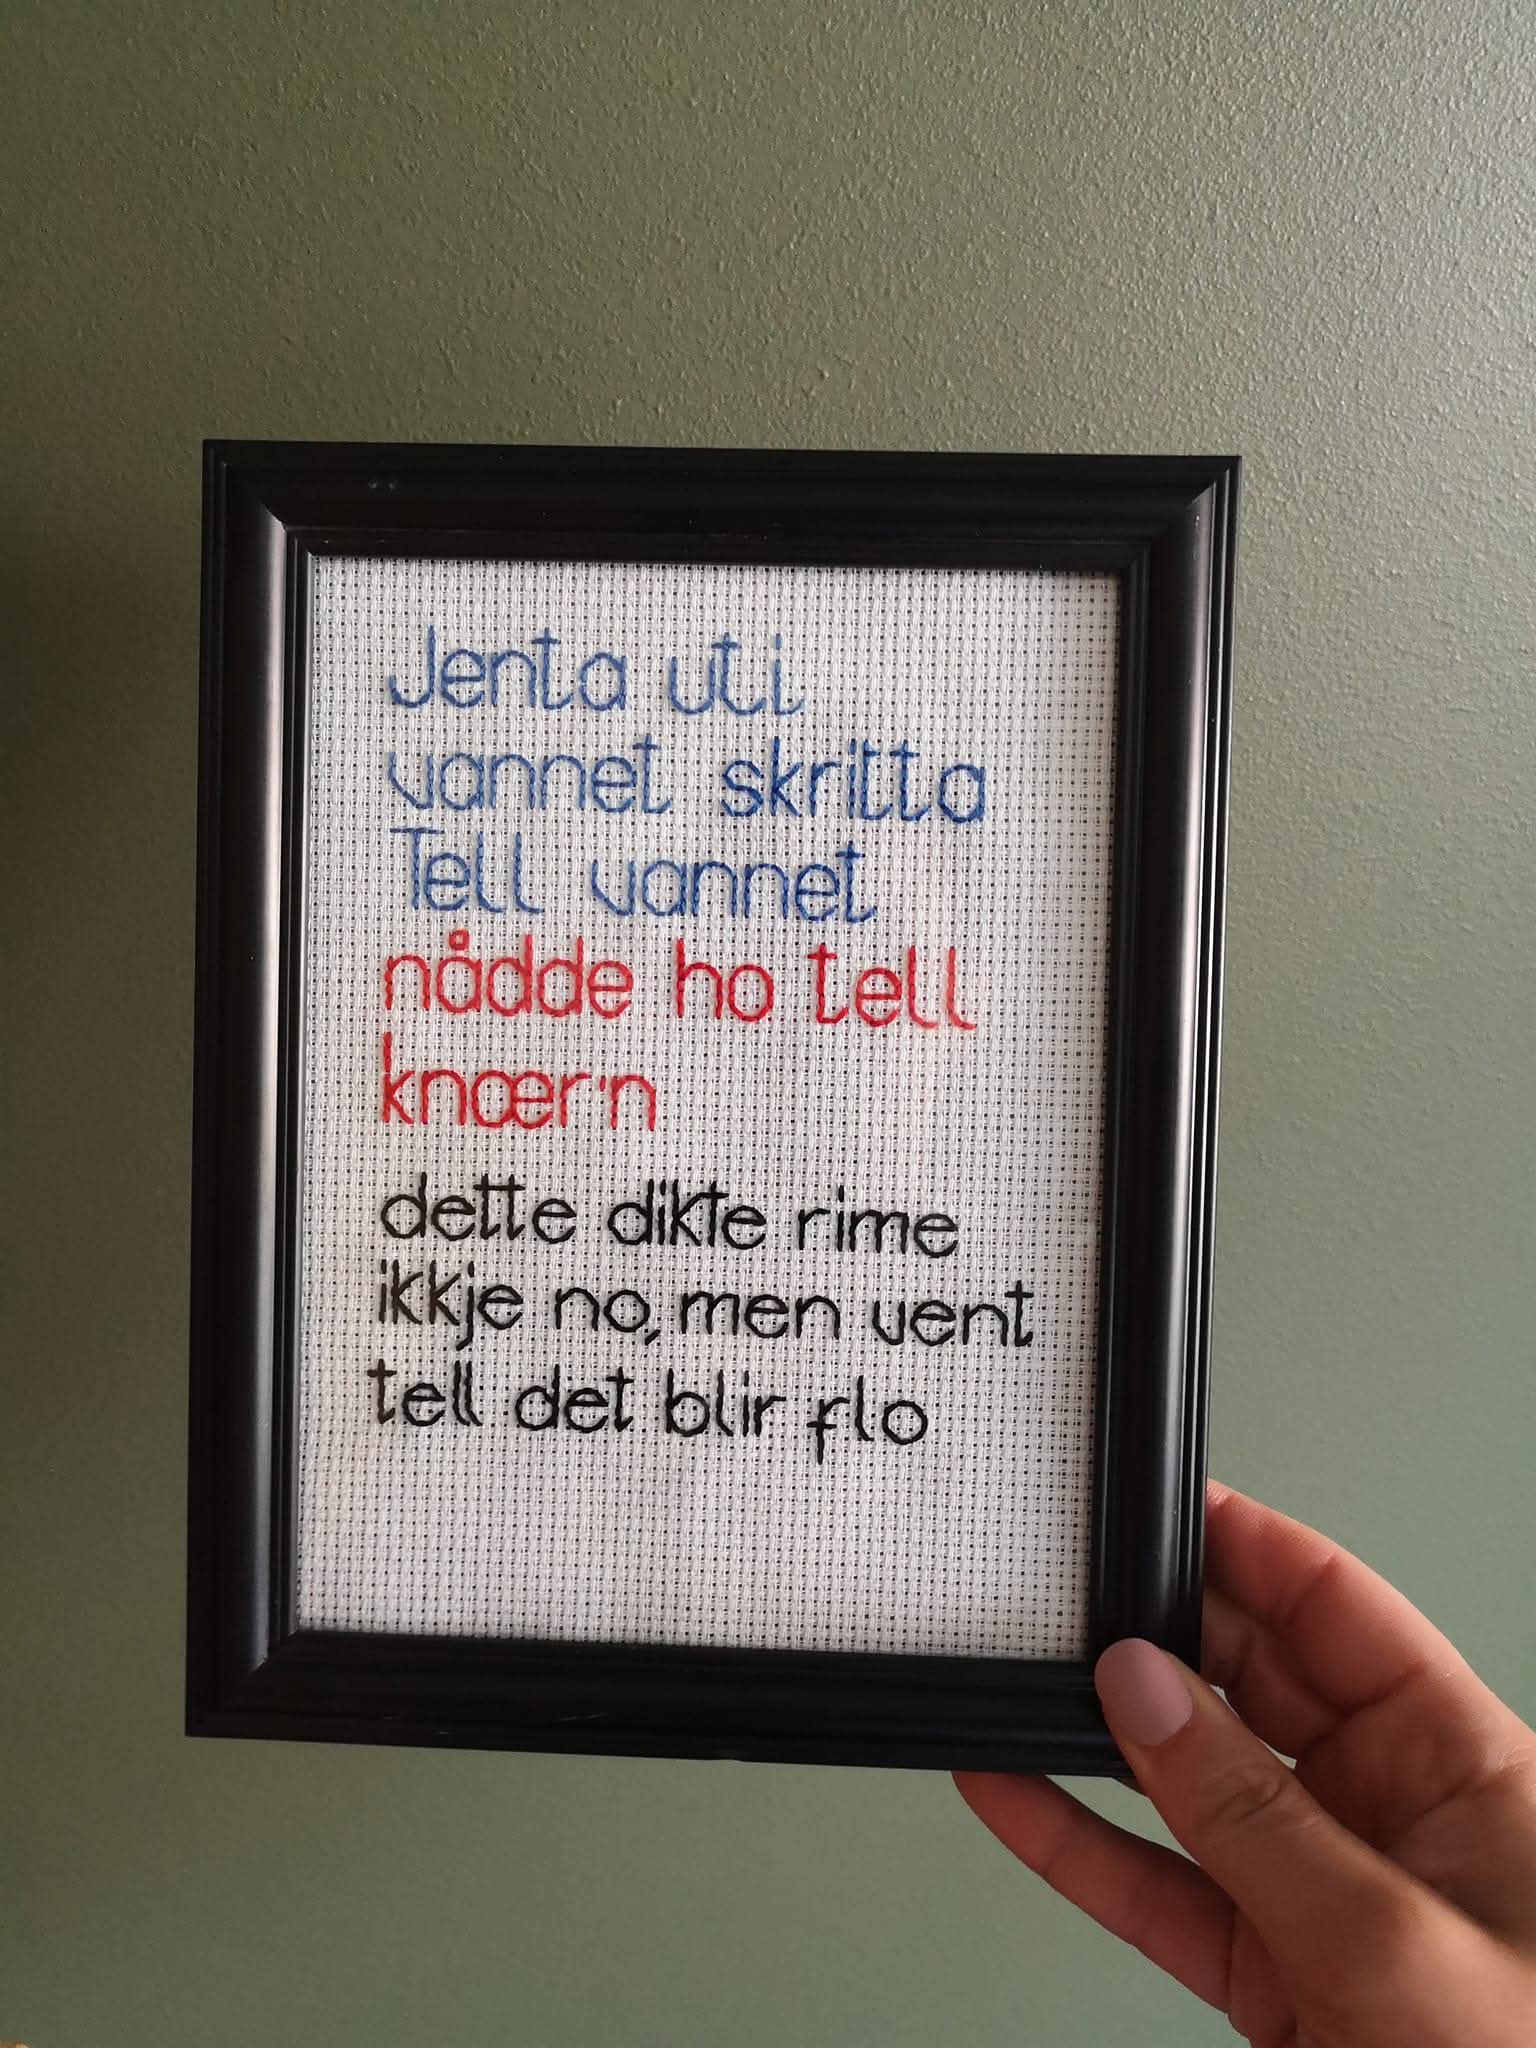 Jenta uti
vannet skritta
Tell vannet
nådde ho tell
knær'n
dette dikte rime
ikkje no, men vent
tell det blir flo